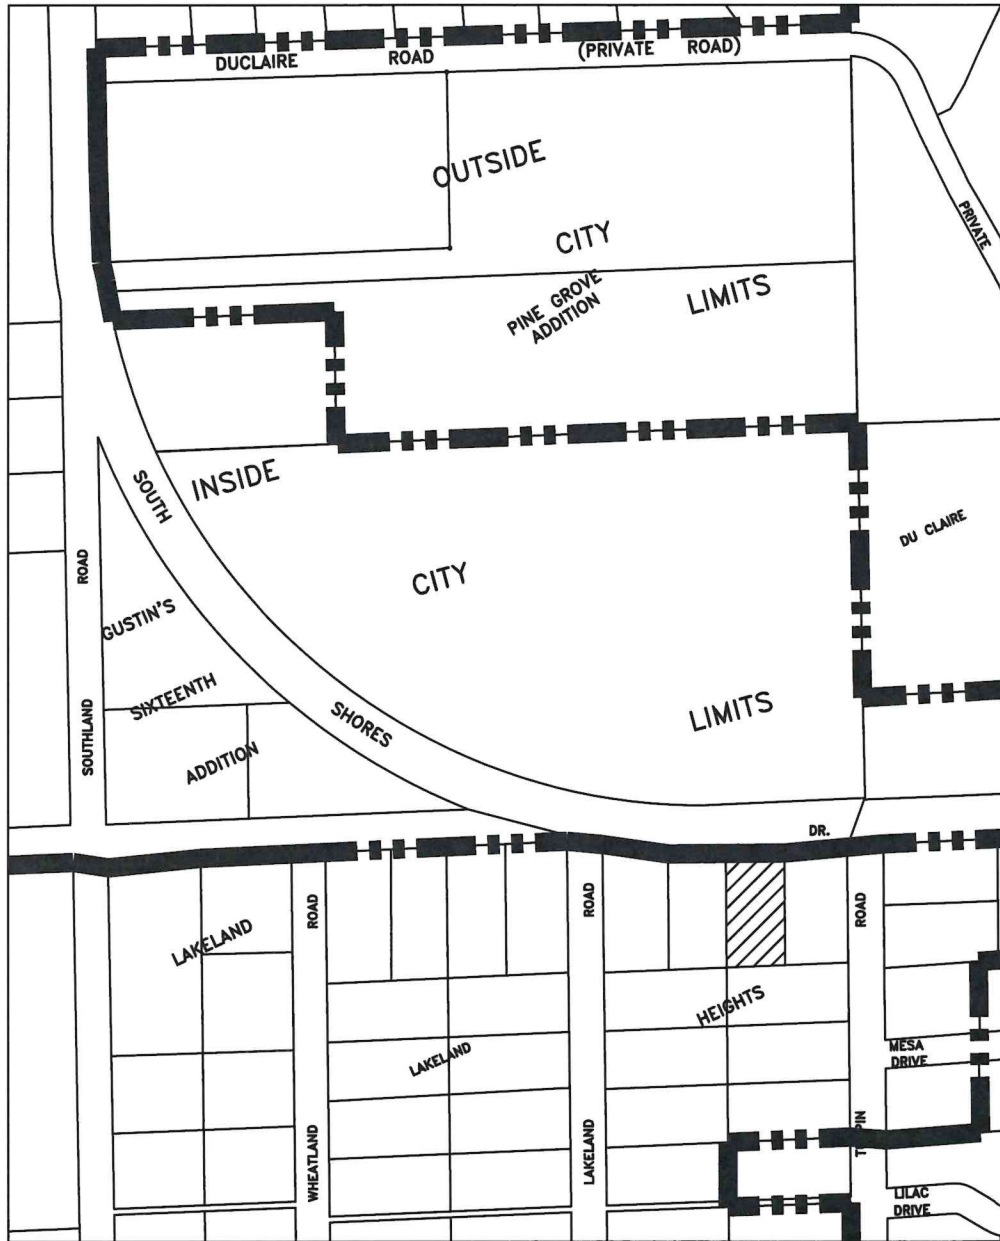 DUCLAIRE ROAD (PRIVATE ROAD)
OUTSIDE
CITY
LIMITS
PRIVATE
PINE GROVE
ADDITION
INSIDE
CITY
LIMITS
SOUTH
SHORES
DR.
DU CLAIRE
SOUTHLAND ROAD
GUSTIN'S
SIXTEENTH
ADDITION
LAKELAND
HEIGHTS
LAKELAND
WHEATLAND ROAD
LAKELAND ROAD
ROAD
MESA
DRIVE
LILAC
DRIVE